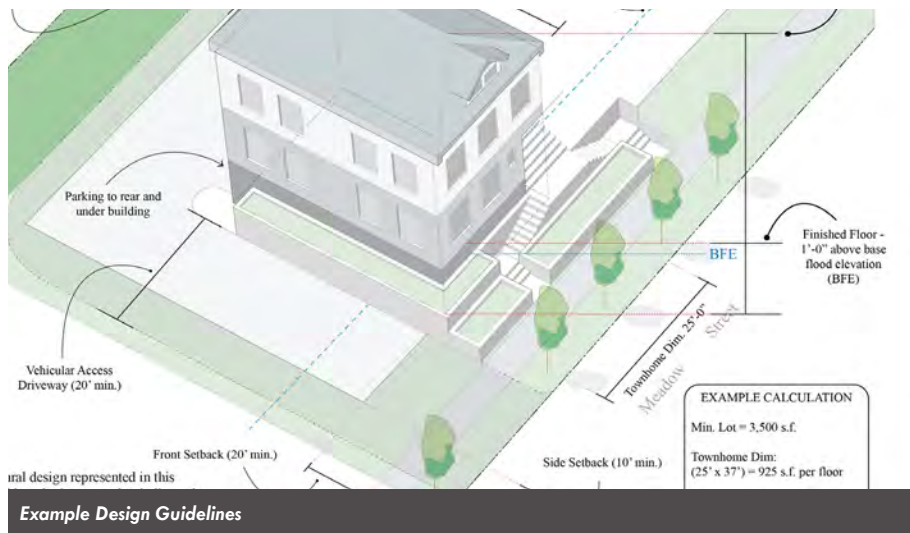 Parking to rear and
under building
Finished Floor -
1'-0" above base
flood elevation
(BFE)
BFE
Townhome Dim. 25'-0"
Meadow Street
Vehicular Access
Driveway (20' min.)
EXAMPLE CALCULATION
Min. Lot = 3,500 s.f.
Townhome Dim:
(25' x 37') = 925 s.f. per floor
Front Setback (20' min.)
Side Setback (10' min.)
ural design represented in this
Example Design Guidelines